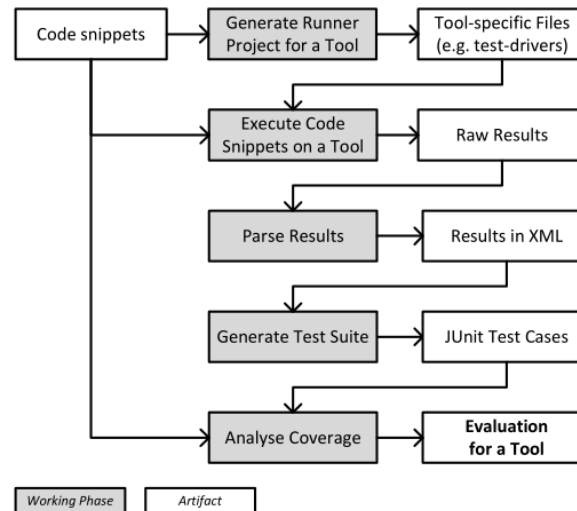 Code snippets
Generate Runner
Project for a Tool
Tool-specific Files
(e.g. test-drivers)
Execute Code
Snippets on a Tool
Raw Results
Parse Results
Results in XML
Generate Test Suite
JUnit Test Cases
Analyse Coverage
Evaluation
for a Tool
Working Phase
Artifact